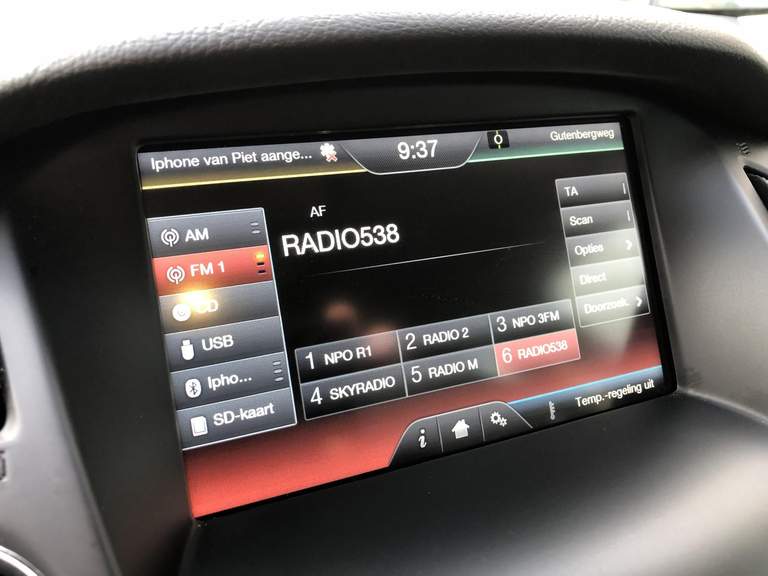 Iphone van Piet aange...
9:37
Gutenbergweg
AM
FM 1
CD
USB
Ipho...
SD-kaart
AF
RADIO538
TA
Scan
Opties
Direct
Doorzoek.
1 NPO R1
2 RADIO 2
3 NPO 3FM
4 SKYRADIO
5 RADIO M
6 RADIO538
i
Temp.-regeling uit